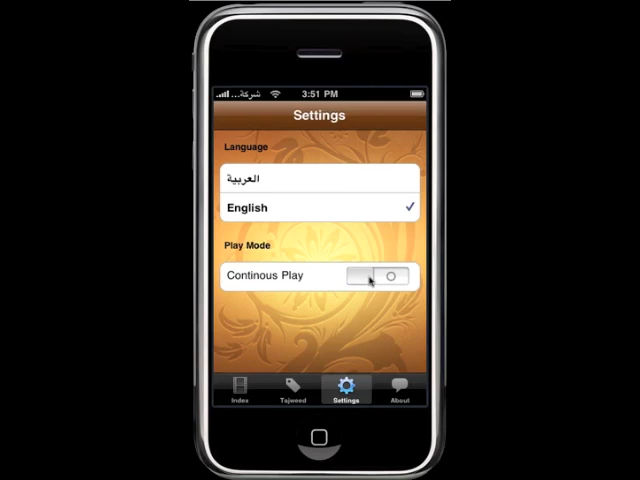 شركة...
3:51 PM
Settings
Language
العربية
English
Play Mode
Continous Play
Index
Tajweed
Settings
About